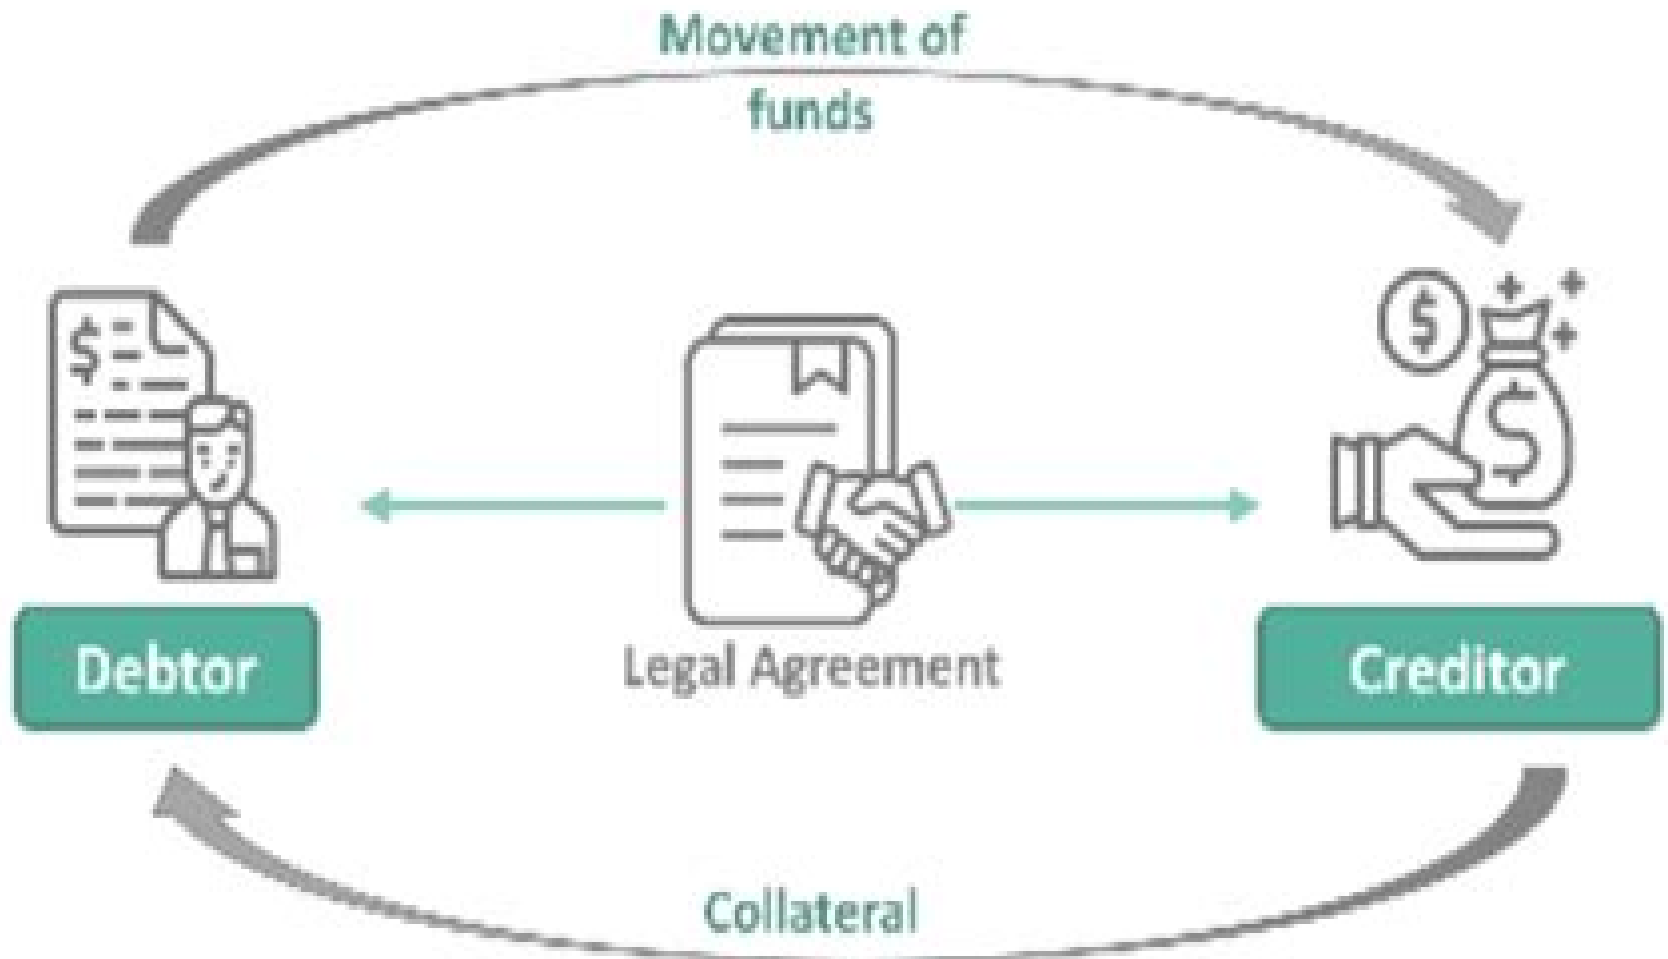 Movement of
funds
$
$
$
Debtor
Legal Agreement
Creditor
Collateral